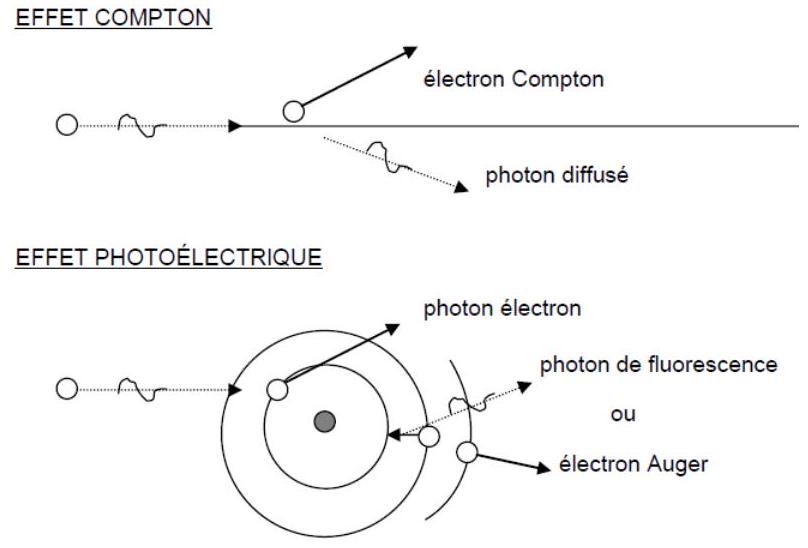 EFFET COMPTON
électron Compton
photon diffusé
EFFET PHOTOÉLECTRIQUE
photon électron
photon de fluorescence
ou
électron Auger